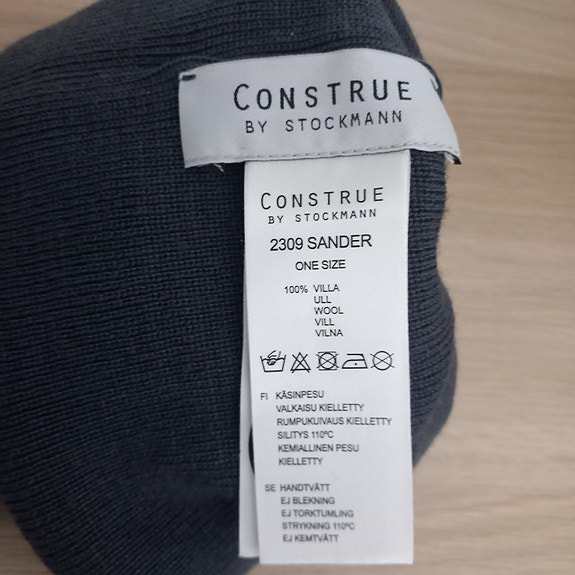 CONSTRUE
BY STOCKMANN
CONSTRUE
BY STOCKMANN
2309 SANDER
ONE SIZE
100% VILLA
ULL
WOOL
VILL
VILNA
FI KÄSINPESU
VALKAISU KIELLETTY
RUMPUKUIVAUS KIELLETTY
SILITYS 110ºC
KEMIALLINEN PESU
KIELLETTY
SE HANDTVÄTT
EJ BLEKNING
EJ TORKTUMLING
STRYKNING 110ºC
EJ KEMTVÄTT